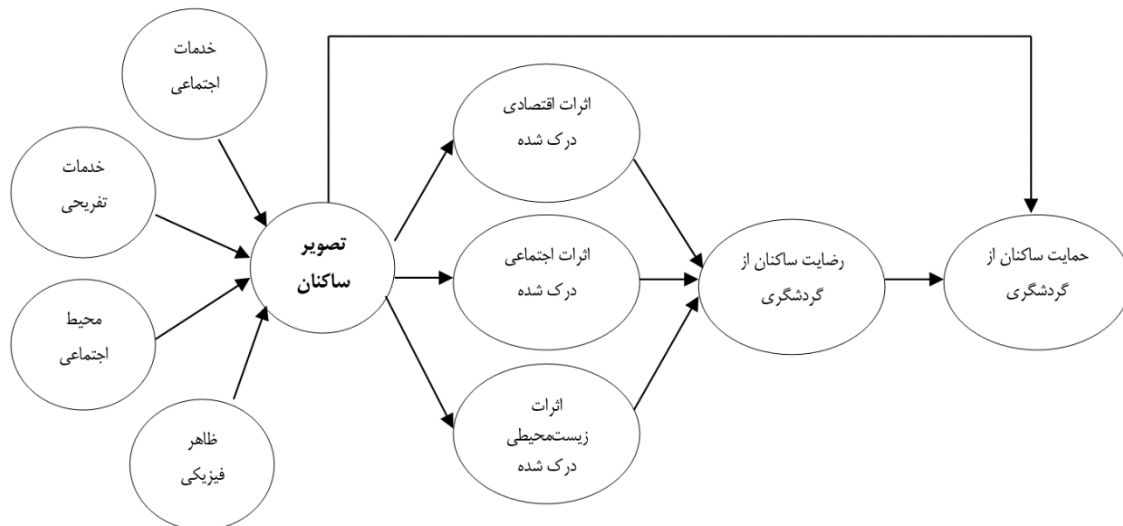 خدمات
اجتماعی
خدمات
تفریحی
محیط
اجتماعی
ظاهر
فیزیکی
تصویر
ساکنان
اثرات اقتصادی
درک شده
اثرات اجتماعی
درک شده
اثرات
زیست‌محیطی
درک شده
رضایت ساکنان از
گردشگری
حمایت ساکنان از
گردشگری